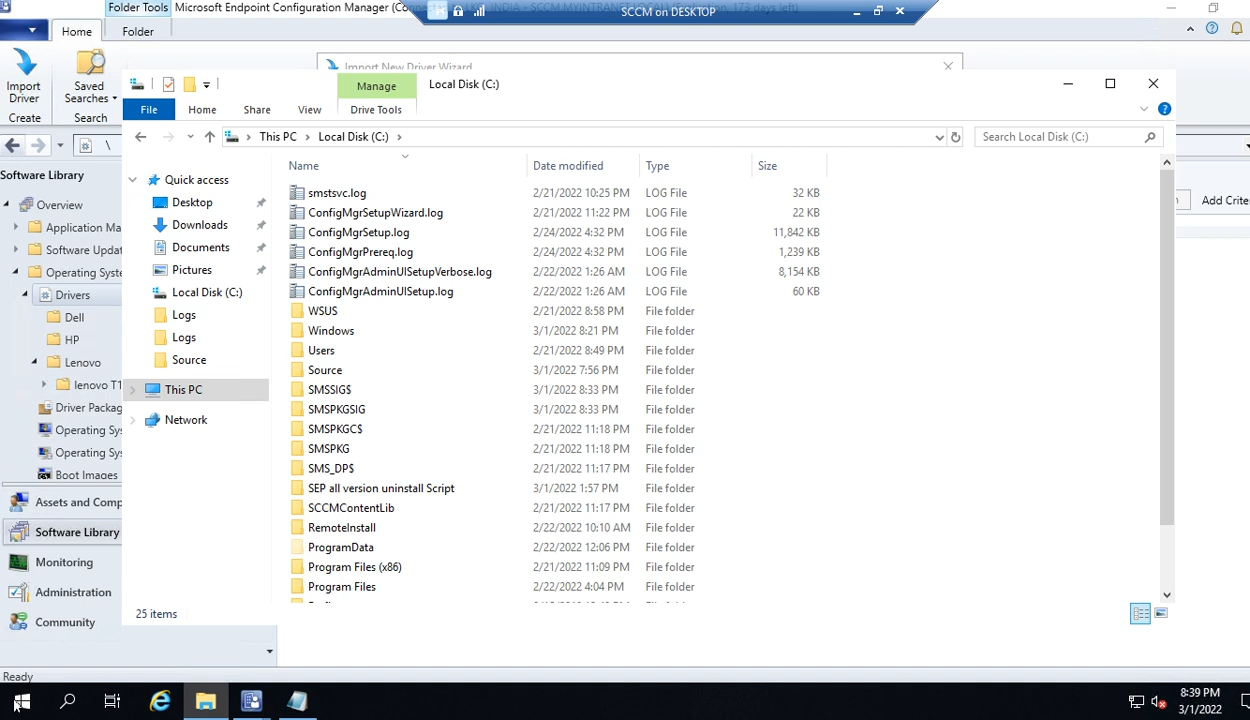 Folder Tools Microsoft Endpoint Configuration Manager (Connec
INDIA - SCCM.MYINTRANET
173 days left)
SCCM on DESKTOP
Home Folder
Import Driver
Create
Saved Searches
Search
Import New Driver Wizard
Manage
Local Disk (C:)
File Home Share View Drive Tools
This PC Local Disk (C:)
Search Local Disk (C:)
\
Software Library
Overview
Application Ma
Software Updat
Operating Syste
Drivers
Dell
HP
Lenovo
lenovo T1
Driver Packag
Operating Sys
Operating Sys
Boot Images
Assets and Comp
Software Library
Monitoring
Administration
Community
Ready
Quick access
Desktop
Downloads
Documents
Pictures
Local Disk (C:)
Logs
Logs
Source
This PC
Network
Name Date modified Type Size
smstsvc.log 2/21/2022 10:25 PM LOG File 32 KB
ConfigMgrSetupWizard.log 2/21/2022 11:22 PM LOG File 22 KB
ConfigMgrSetup.log 2/24/2022 4:32 PM LOG File 11,842 KB
ConfigMgrPrereq.log 2/24/2022 4:32 PM LOG File 1,239 KB
ConfigMgrAdminUISetupVerbose.log 2/22/2022 1:26 AM LOG File 8,154 KB
ConfigMgrAdminUISetup.log 2/22/2022 1:26 AM LOG File 60 KB
WSUS 2/21/2022 8:58 PM File folder
Windows 3/1/2022 8:21 PM File folder
Users 2/21/2022 8:49 PM File folder
Source 3/1/2022 7:56 PM File folder
SMSSIG$ 3/1/2022 8:33 PM File folder
SMSPKGSIG 3/1/2022 8:33 PM File folder
SMSPKGC$ 2/21/2022 11:18 PM File folder
SMSPKG 2/21/2022 11:18 PM File folder
SMS_DP$ 2/21/2022 11:17 PM File folder
SEP all version uninstall Script 3/1/2022 1:57 PM File folder
SCCMContentLib 2/21/2022 11:17 PM File folder
RemoteInstall 2/22/2022 10:10 AM File folder
ProgramData 2/22/2022 12:06 PM File folder
Program Files (x86) 2/21/2022 11:09 PM File folder
Program Files 2/22/2022 4:04 PM File folder
25 items
Add Crite
8:39 PM
3/1/2022